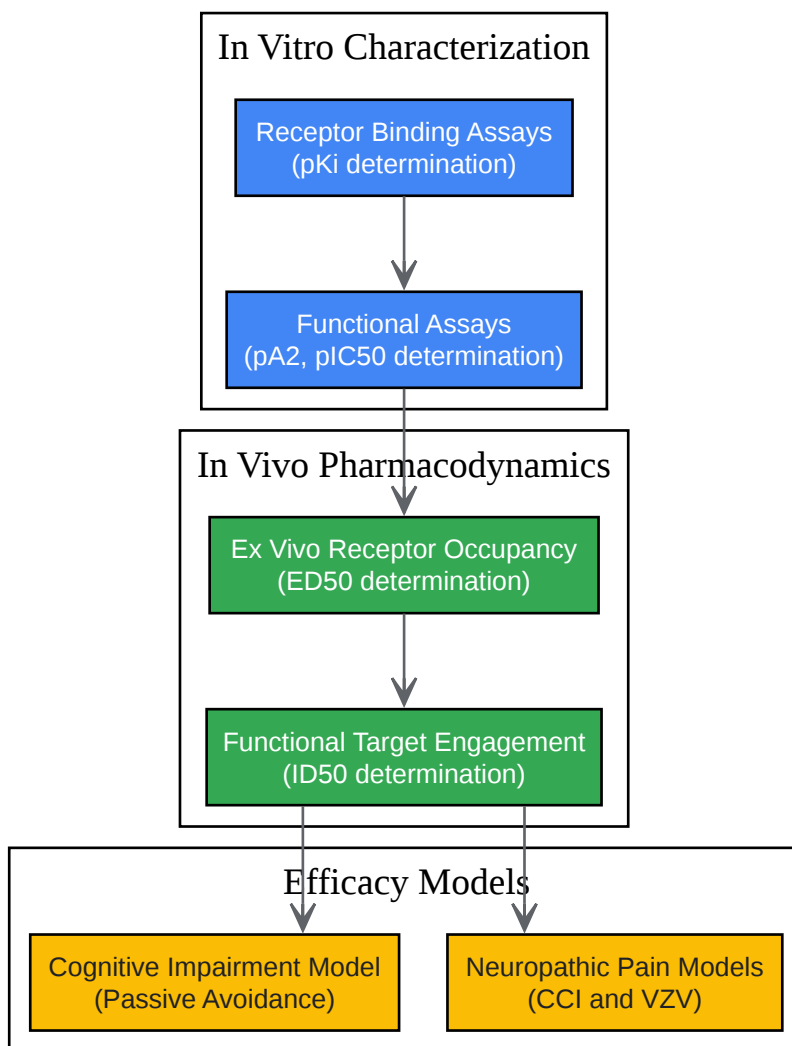 In Vitro Characterization
Receptor Binding Assays
(pKi determination)
Functional Assays
(pA2, pIC50 determination)
In Vivo Pharmacodynamics
Ex Vivo Receptor Occupancy
(ED50 determination)
Functional Target Engagement
(ID50 determination)
Efficacy Models
Cognitive Impairment Model
(Passive Avoidance)
Neuropathic Pain Models
(CCI and VZV)